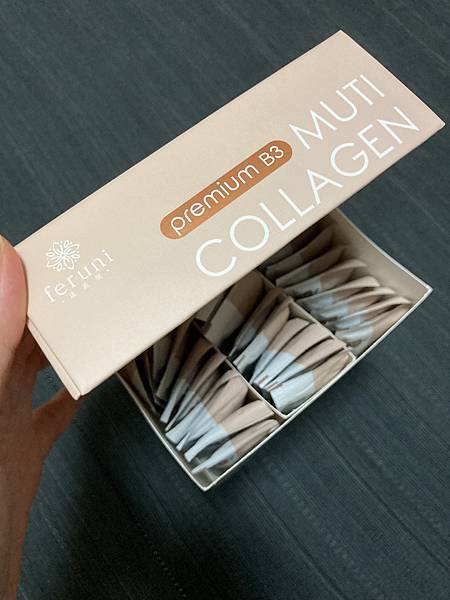 premium B3
MUTI
COLLAGEN
feruni